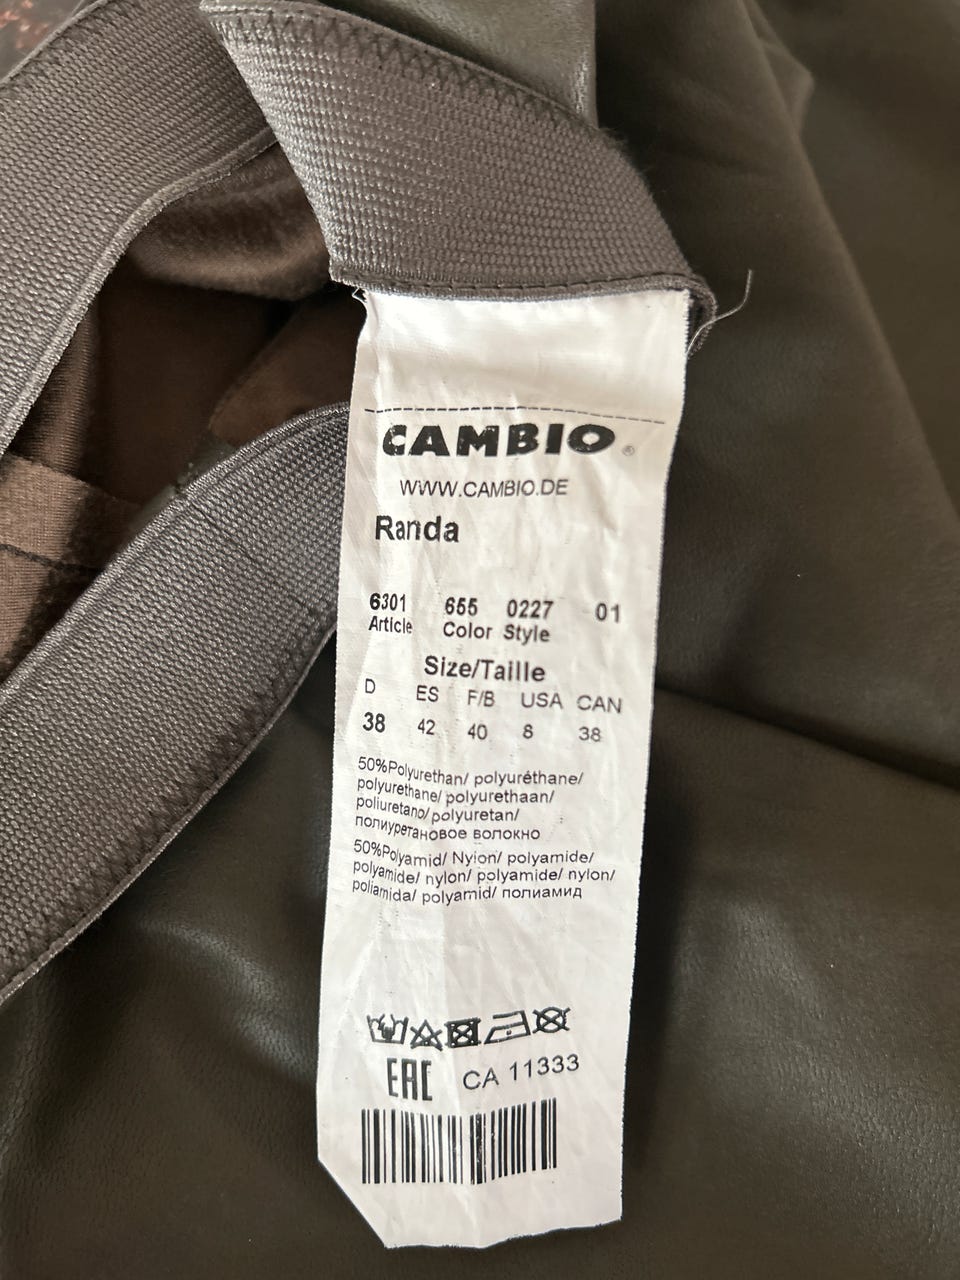 CAMBIO®
WWW.CAMBIO.DE
Randa
6301 655 0227 01
Article Color Style
Size/Taille
D ES F/B USA CAN
38 42 40 8 38
50%Polyurethan/ polyuréthane/
polyurethane/ polyurethaan/
poliuretano/ polyuretan/
полиуретановое волокно
50%Polyamid/ Nylon/ polyamide/
polyamide/ nylon/ polyamide/ nylon/
poliamida/ polyamid/ полиамид
EAC CA 11333